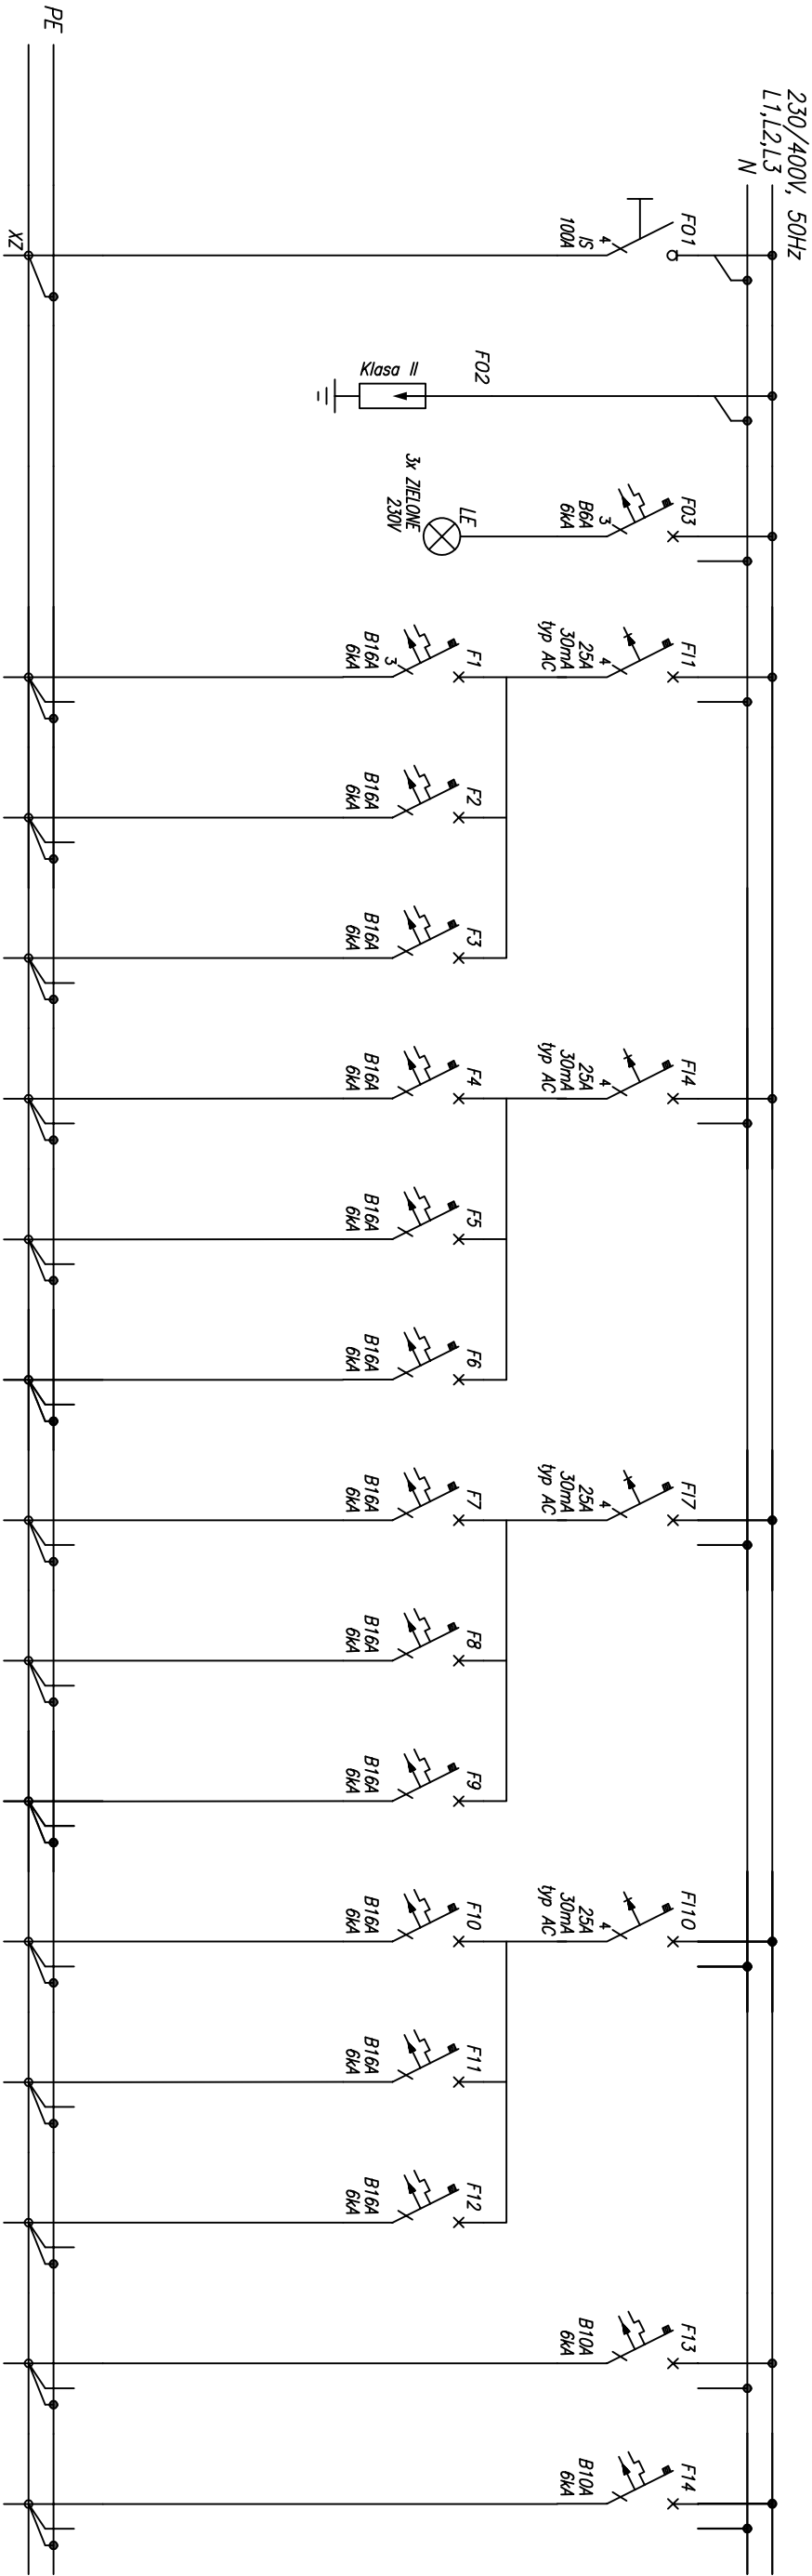 230/400V, 50Hz
L1,L2,L3
N
PE
XZ
F01
4
IS
100A
F02
Klasa II
F03
3
B6A
6kA
LE
3x ZIELONE
230V
FI1
4
25A
30mA
typ AC
F1
3
B16A
6kA
F2
B16A
6kA
F3
B16A
6kA
FI4
4
25A
30mA
typ AC
F4
B16A
6kA
F5
B16A
6kA
F6
B16A
6kA
FI7
4
25A
30mA
typ AC
F7
B16A
6kA
F8
B16A
6kA
F9
B16A
6kA
FI10
4
25A
30mA
typ AC
F10
B16A
6kA
F11
B16A
6kA
F12
B16A
6kA
F13
B10A
6kA
F14
B10A
6kA